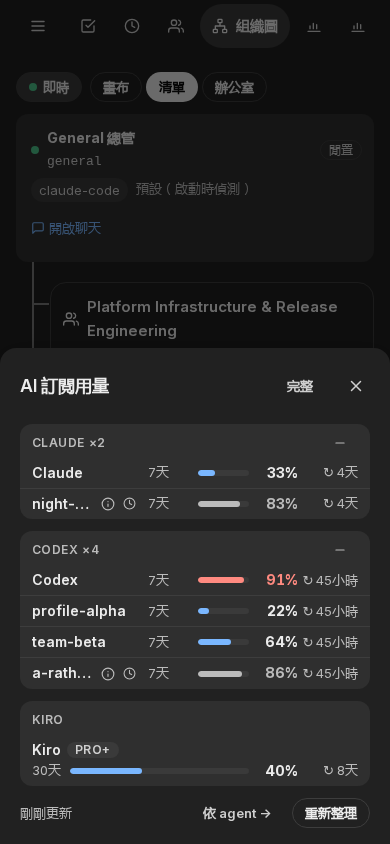 組織圖
即時 畫布 清單 辦公室
General 總管
general
閒置
claude-code 預設（啟動時偵測）
開啟聊天
Platform Infrastructure & Release
Engineering
AI 訂閱用量 完整
CLAUDE ×2
Claude 7天 33% ↻ 4天
night-… 7天 83% ↻ 4天
CODEX ×4
Codex 7天 91% ↻ 45小時
profile-alpha 7天 22% ↻ 45小時
team-beta 7天 64% ↻ 45小時
a-rath… 7天 86% ↻ 45小時
KIRO
Kiro PRO+
30天 40% ↻ 8天
剛剛更新 依 agent → 重新整理